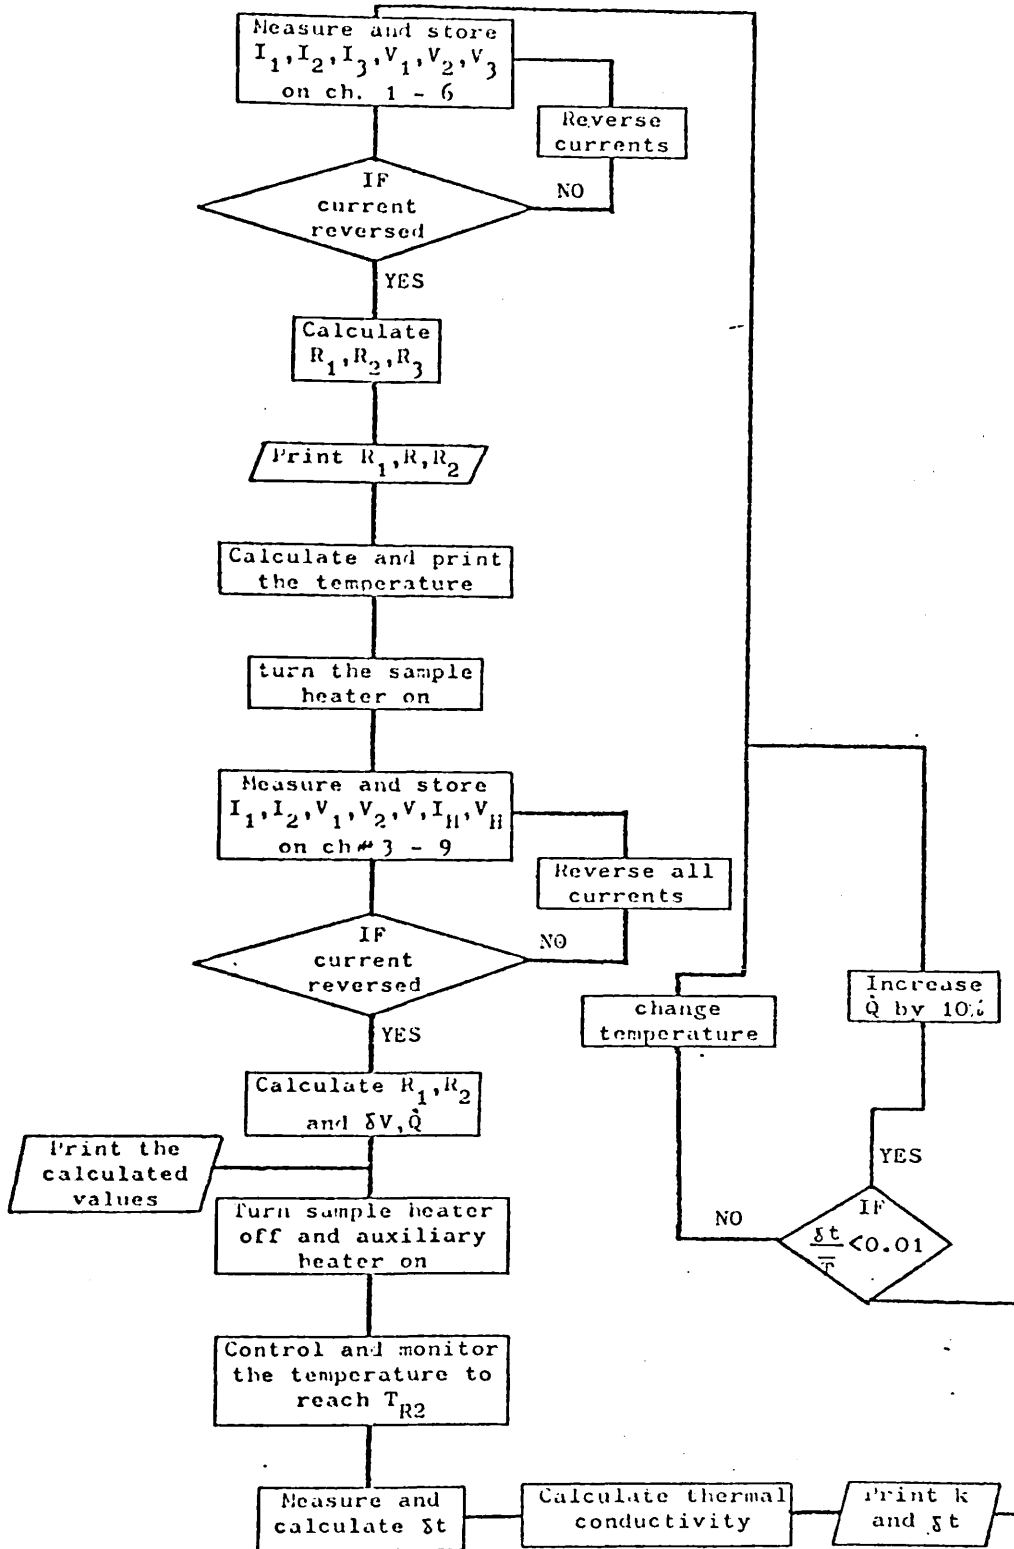 Measure and store
I1,I2,I3,V1,V2,V3
on ch. 1 - 6
Reverse
currents
IF
current
reversed
NO
YES
Calculate
R1,R2,R3
Print R1,R,R2
Calculate and print
the temperature
turn the sample
heater on
Measure and store
I1,I2,V1,V2,V,IH,VH
on ch# 3 - 9
Reverse all
currents
IF
current
reversed
NO
YES
Calculate R1,R2
and δV,Q̇
Print the
calculated
values
Turn sample heater
off and auxiliary
heater on
Control and monitor
the temperature to
reach TR2
Measure and
calculate δt
Calculate thermal
conductivity
Print k
and δt
IF
δt/T̅ <0.01
NO
YES
change
temperature
Increase
Q̇ by 10%